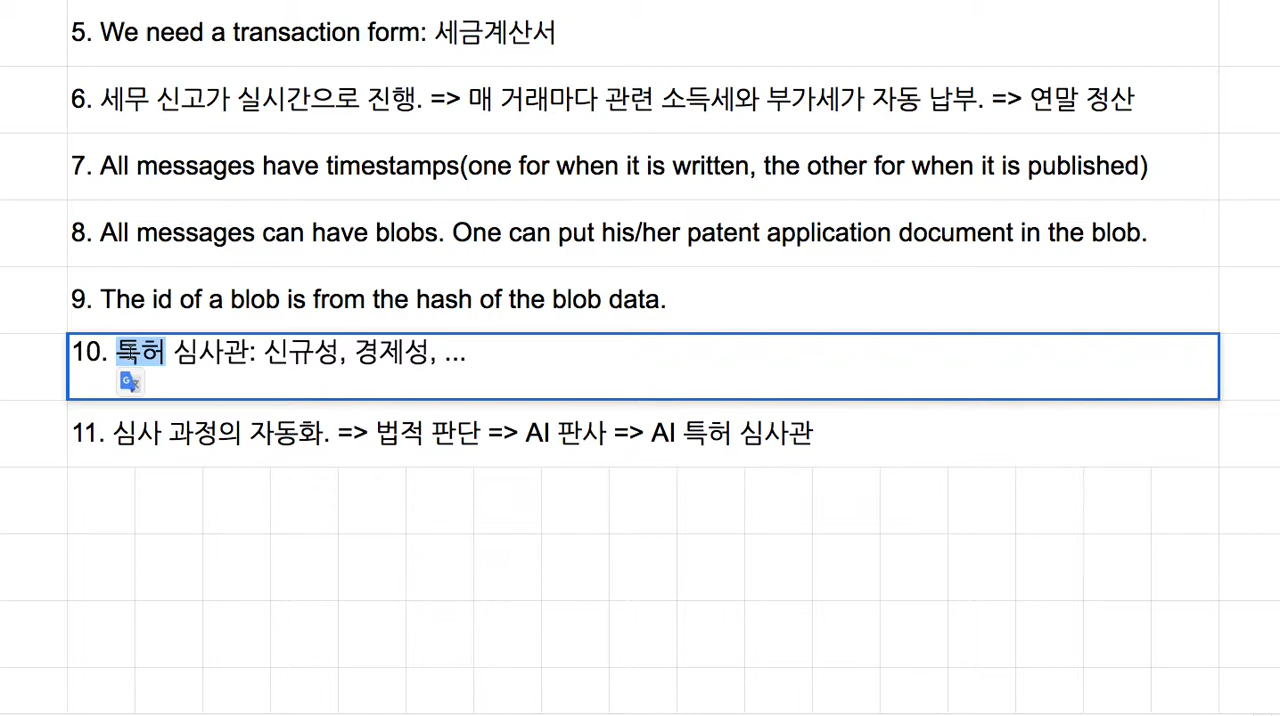 5. We need a transaction form: 세금계산서
6. 세무 신고가 실시간으로 진행. => 매 거래마다 관련 소득세와 부가세가 자동 납부. => 연말 정산
7. All messages have timestamps(one for when it is written, the other for when it is published)
8. All messages can have blobs. One can put his/her patent application document in the blob.
9. The id of a blob is from the hash of the blob data.
10. 특허 심사관: 신규성, 경제성, ...
11. 심사 과정의 자동화. => 법적 판단 => AI 판사 => AI 특허 심사관